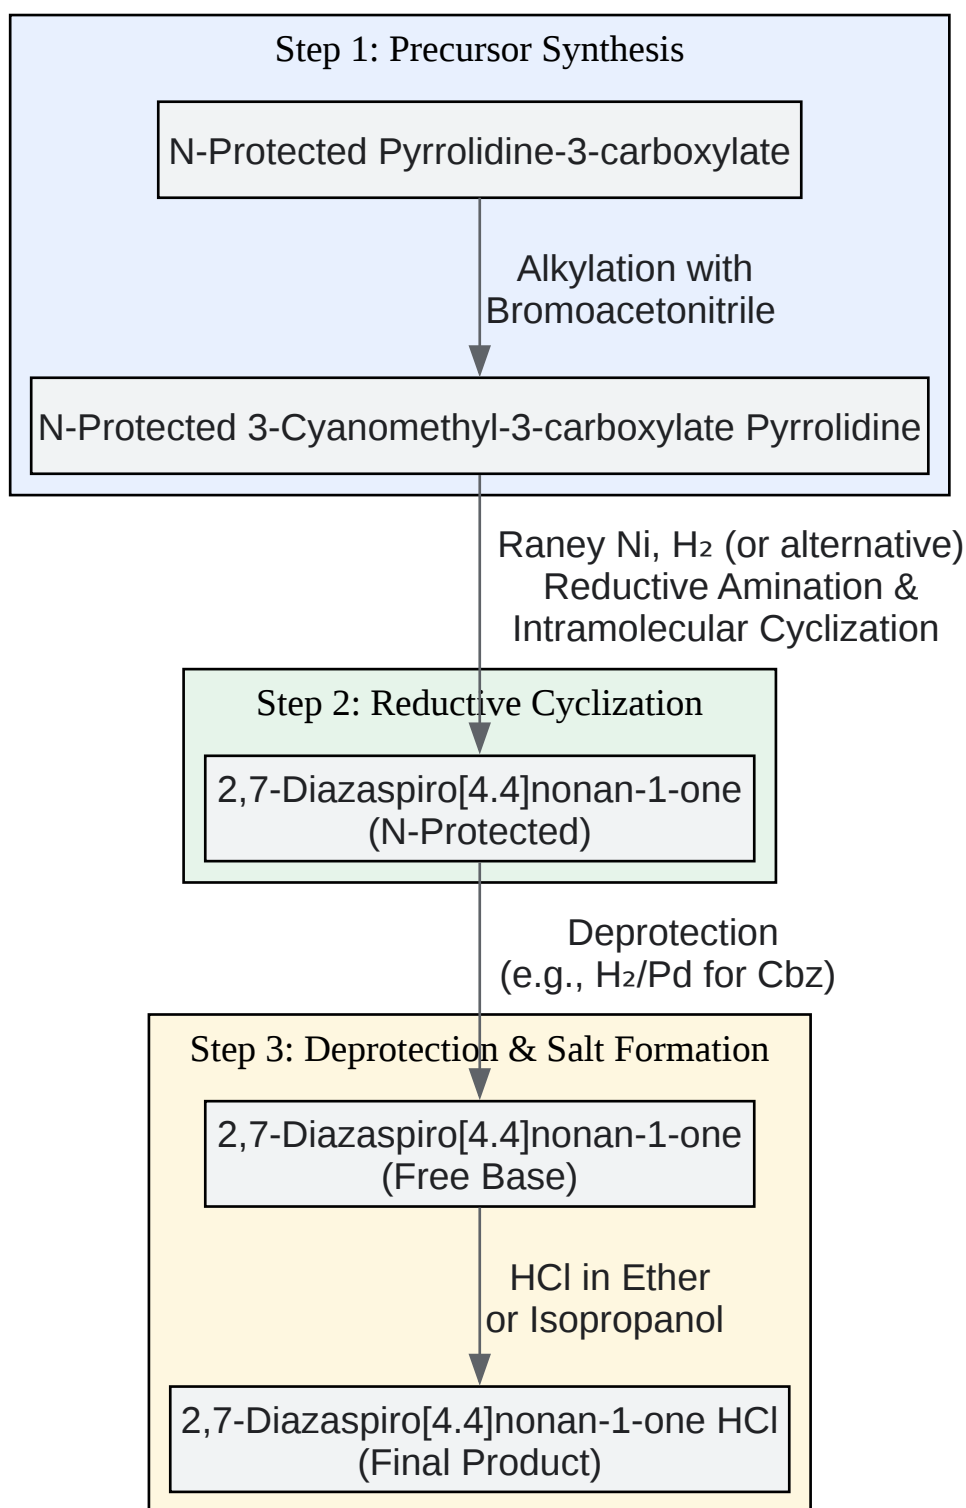 Step 1: Precursor Synthesis
N-Protected Pyrrolidine-3-carboxylate
Alkylation with
Bromoacetonitrile
N-Protected 3-Cyanomethyl-3-carboxylate Pyrrolidine
Raney Ni, H₂ (or alternative)
Reductive Amination &
Intramolecular Cyclization
Step 2: Reductive Cyclization
2,7-Diazaspiro[4.4]nonan-1-one
(N-Protected)
Deprotection
(e.g., H₂/Pd for Cbz)
Step 3: Deprotection & Salt Formation
2,7-Diazaspiro[4.4]nonan-1-one
(Free Base)
HCl in Ether
or Isopropanol
2,7-Diazaspiro[4.4]nonan-1-one HCl
(Final Product)